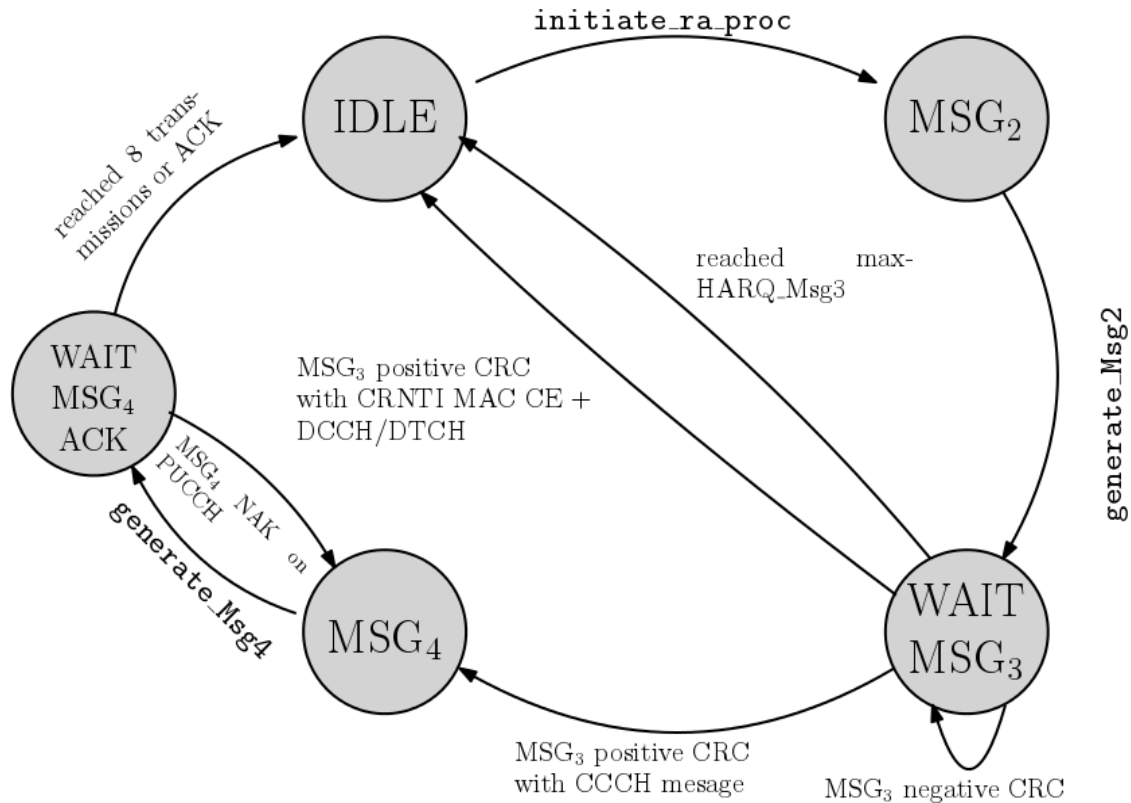 initiate_ra_proc
IDLE
MSG₂
reached 8 trans-
missions or ACK
reached max-
HARQ_Msg3
generate_Msg2
WAIT
MSG₄
ACK
MSG₃ positive CRC
with CRNTI MAC CE +
DCCH/DTCH
MSG₄ NAK on
PUCCH
generate_Msg4
MSG₄
WAIT
MSG₃
MSG₃ positive CRC
with CCCH mesage
MSG₃ negative CRC